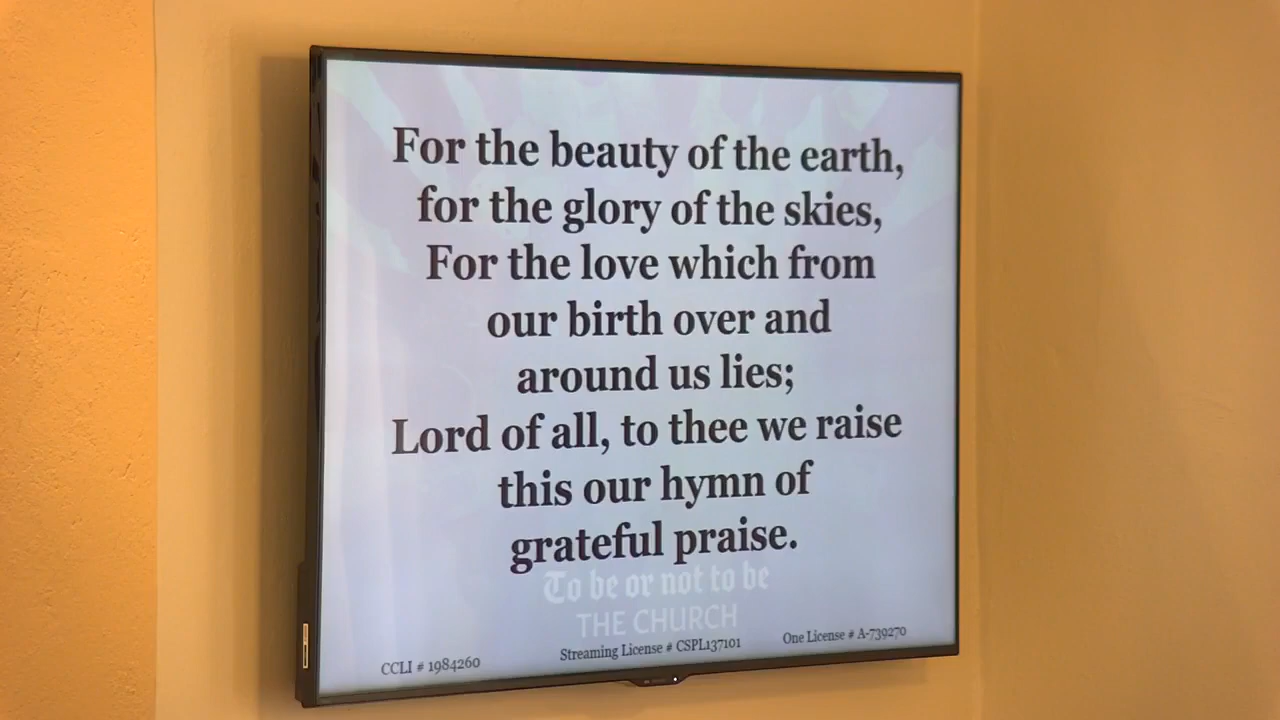 For the beauty of the earth,
for the glory of the skies,
For the love which from
our birth over and
around us lies;
Lord of all, to thee we raise
this our hymn of
grateful praise.
To be or not to be
THE CHURCH
CCLI # 1984260
Streaming License # CSPL137101
One License # A-739270